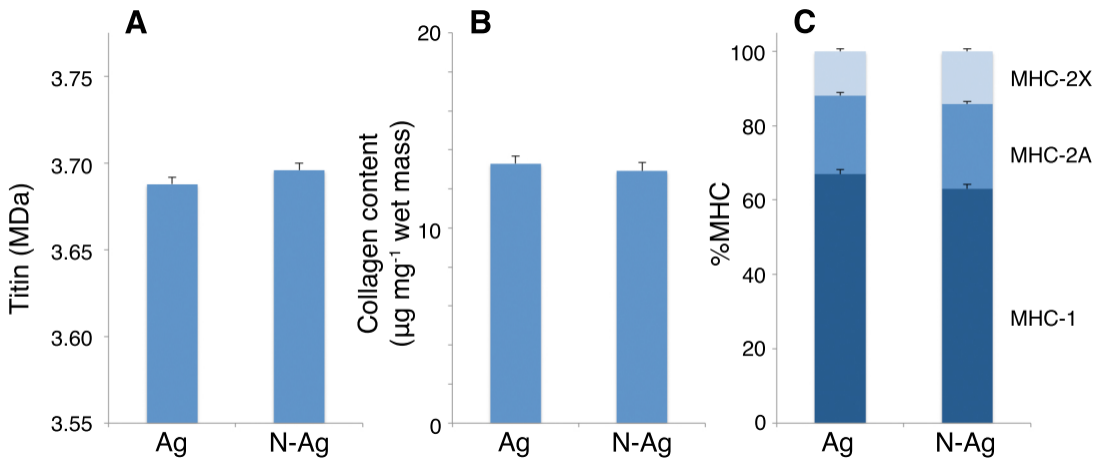 A
Titin (MDa)
3.75
3.70
3.65
3.60
3.55
Ag
N-Ag
B
Collagen content
(µg mg⁻¹ wet mass)
20
10
0
Ag
N-Ag
C
%MHC
100
80
60
40
20
0
Ag
N-Ag
MHC-2X
MHC-2A
MHC-1